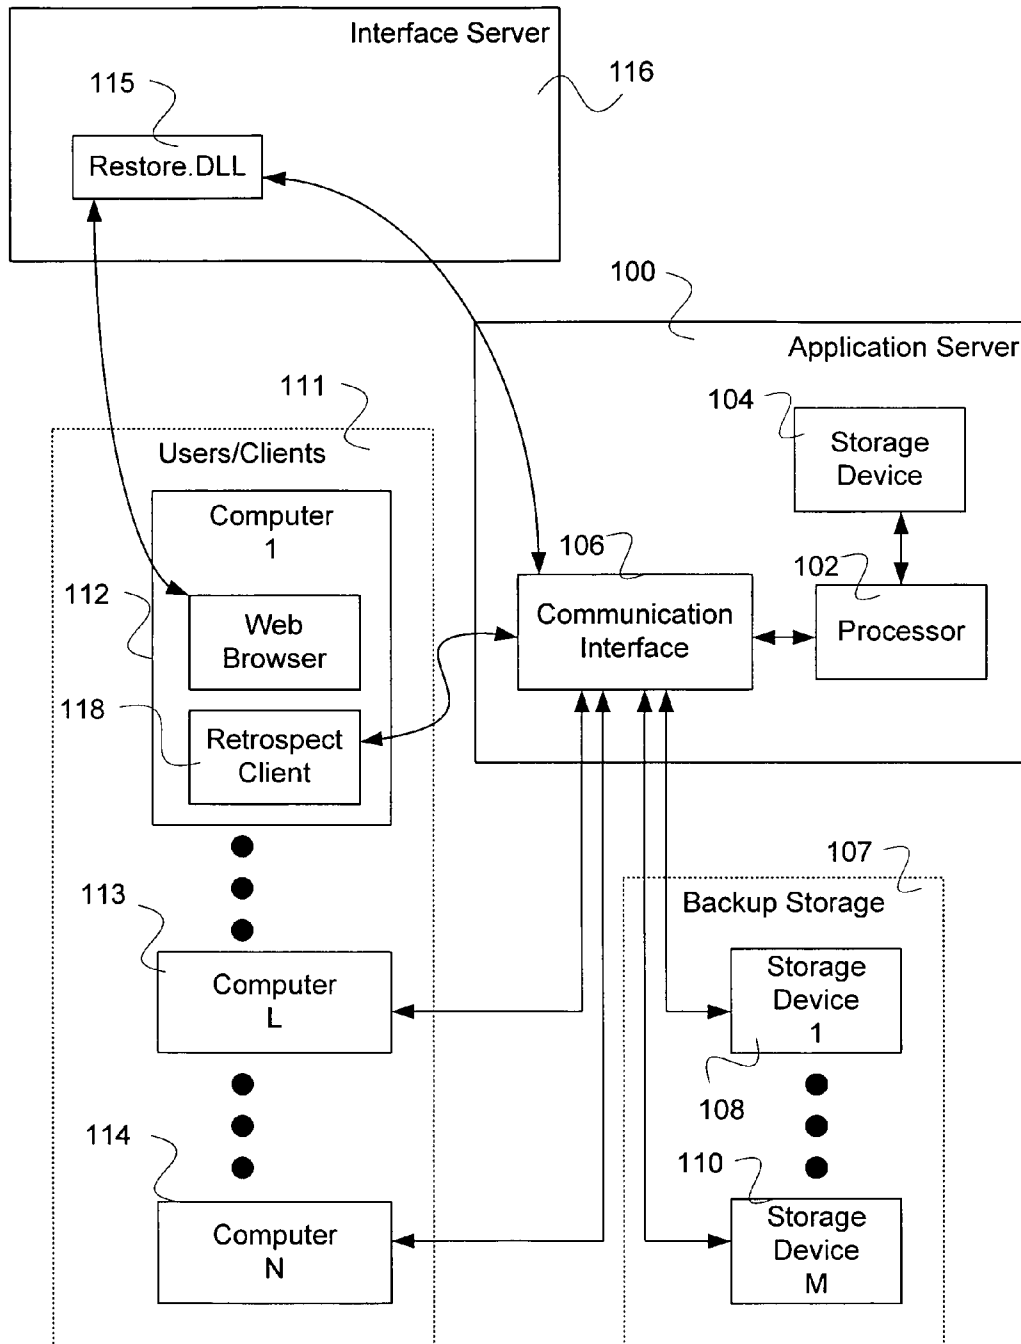 Interface Server
115
116
Restore.DLL
100
Application Server
111
104
Users/Clients
Storage
Device
Computer
1
106
102
112
Web
Browser
Communication
Interface
Processor
118
Retrospect
Client
107
113
Backup Storage
Computer
L
Storage
Device
1
108
114
110
Computer
N
Storage
Device
M